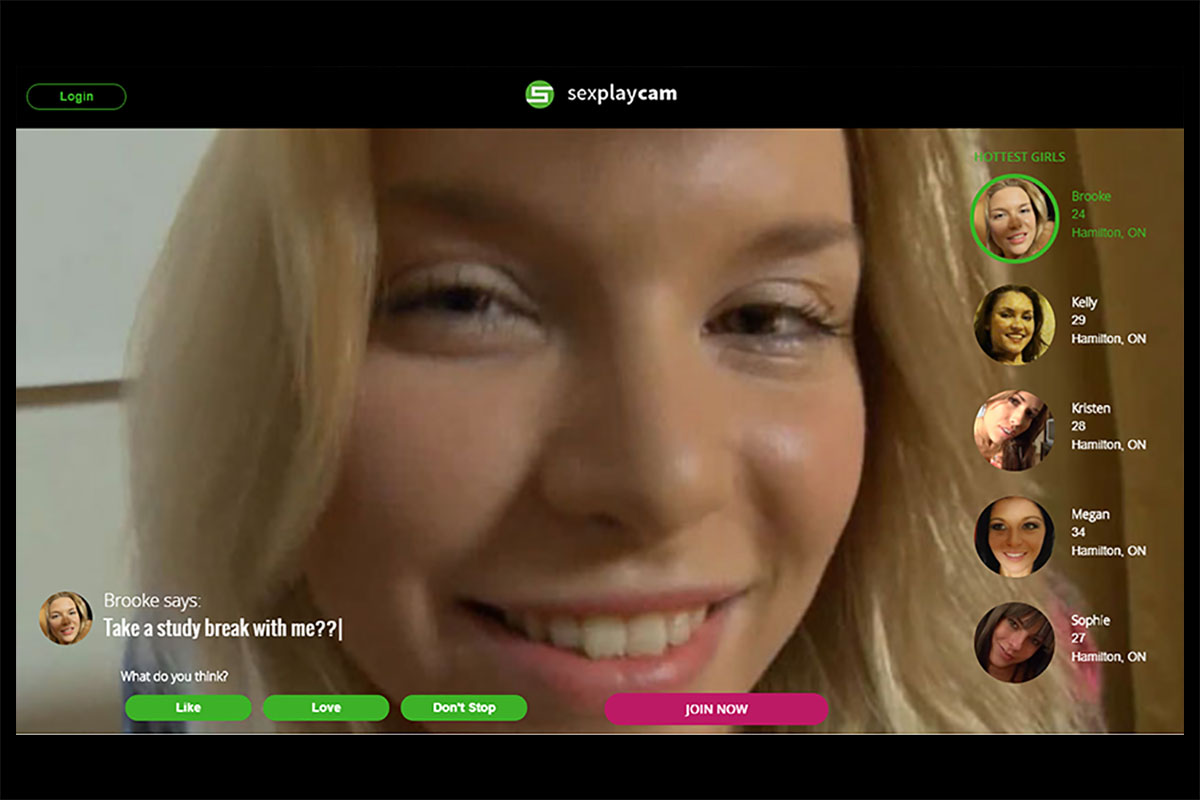 Login
sexplaycam
HOTTEST GIRLS
Brooke
24
Hamilton, ON
Kelly
29
Hamilton, ON
Kristen
28
Hamilton, ON
Megan
34
Hamilton, ON
Sophie
27
Hamilton, ON
Brooke says:
Take a study break with me??|
What do you think?
Like
Love
Don't Stop
JOIN NOW